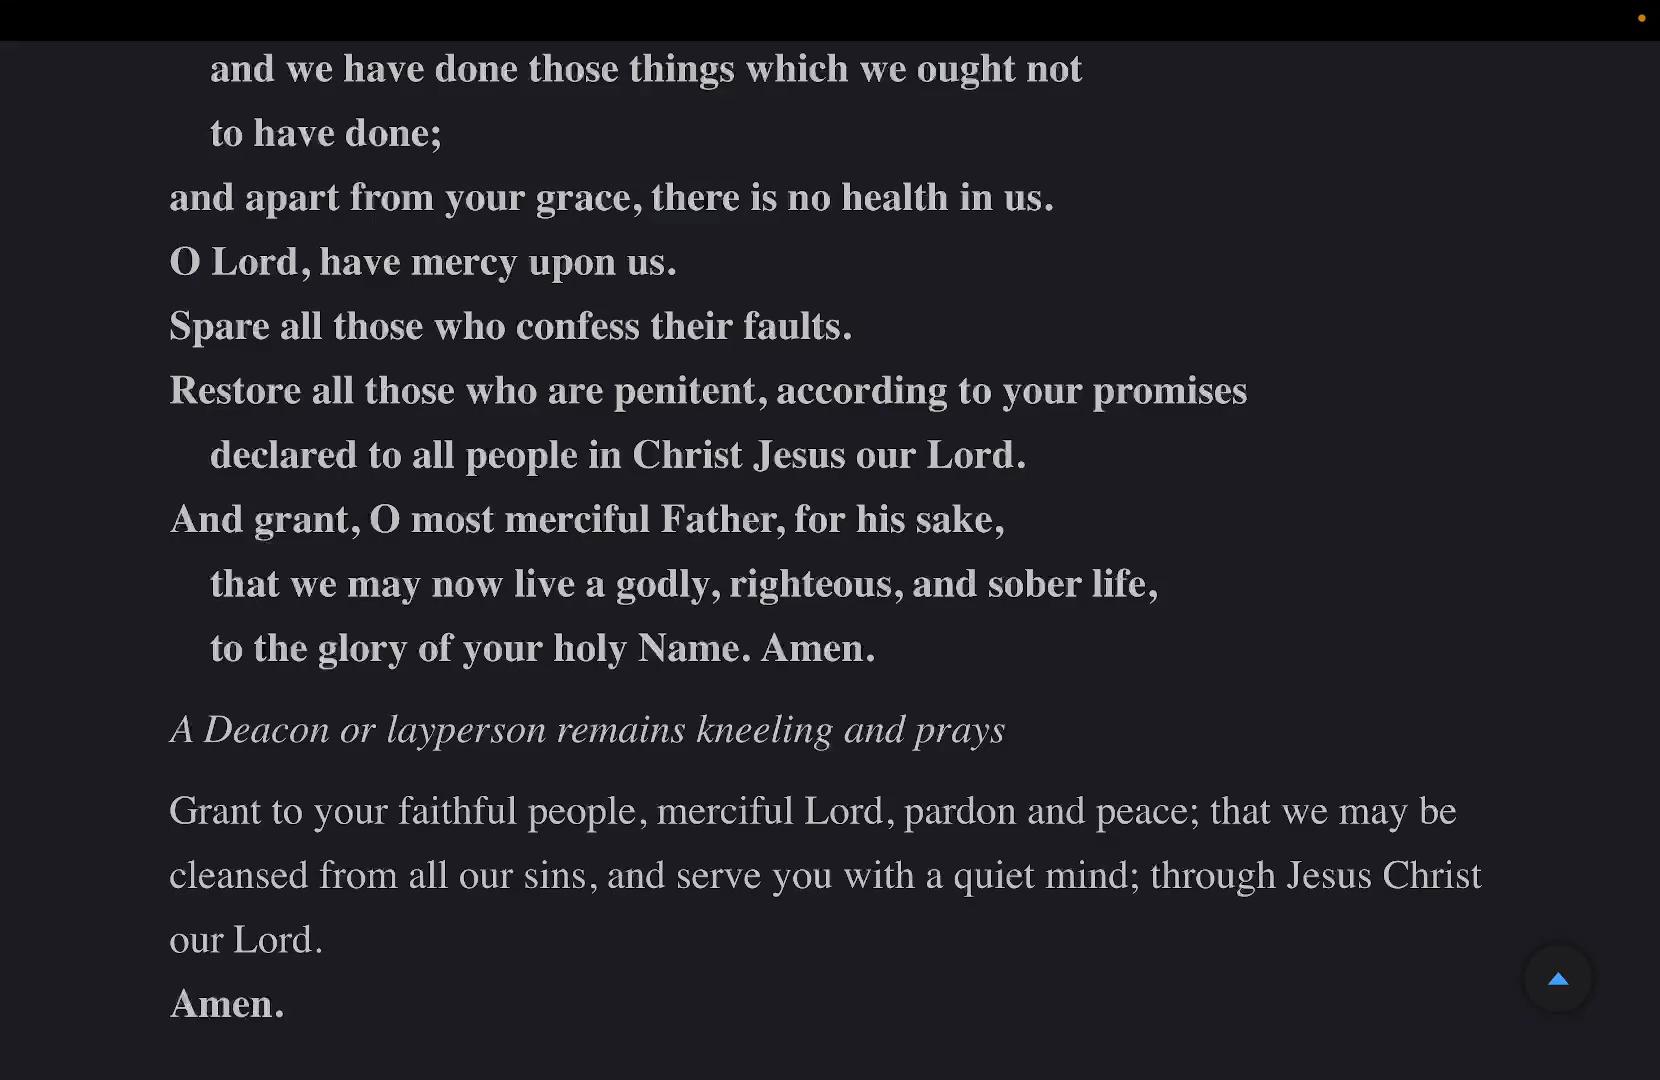 and we have done those things which we ought not
to have done;
and apart from your grace, there is no health in us.
O Lord, have mercy upon us.
Spare all those who confess their faults.
Restore all those who are penitent, according to your promises
declared to all people in Christ Jesus our Lord.
And grant, O most merciful Father, for his sake,
that we may now live a godly, righteous, and sober life,
to the glory of your holy Name. Amen.
A Deacon or layperson remains kneeling and prays
Grant to your faithful people, merciful Lord, pardon and peace; that we may be
cleansed from all our sins, and serve you with a quiet mind; through Jesus Christ
our Lord.
Amen.